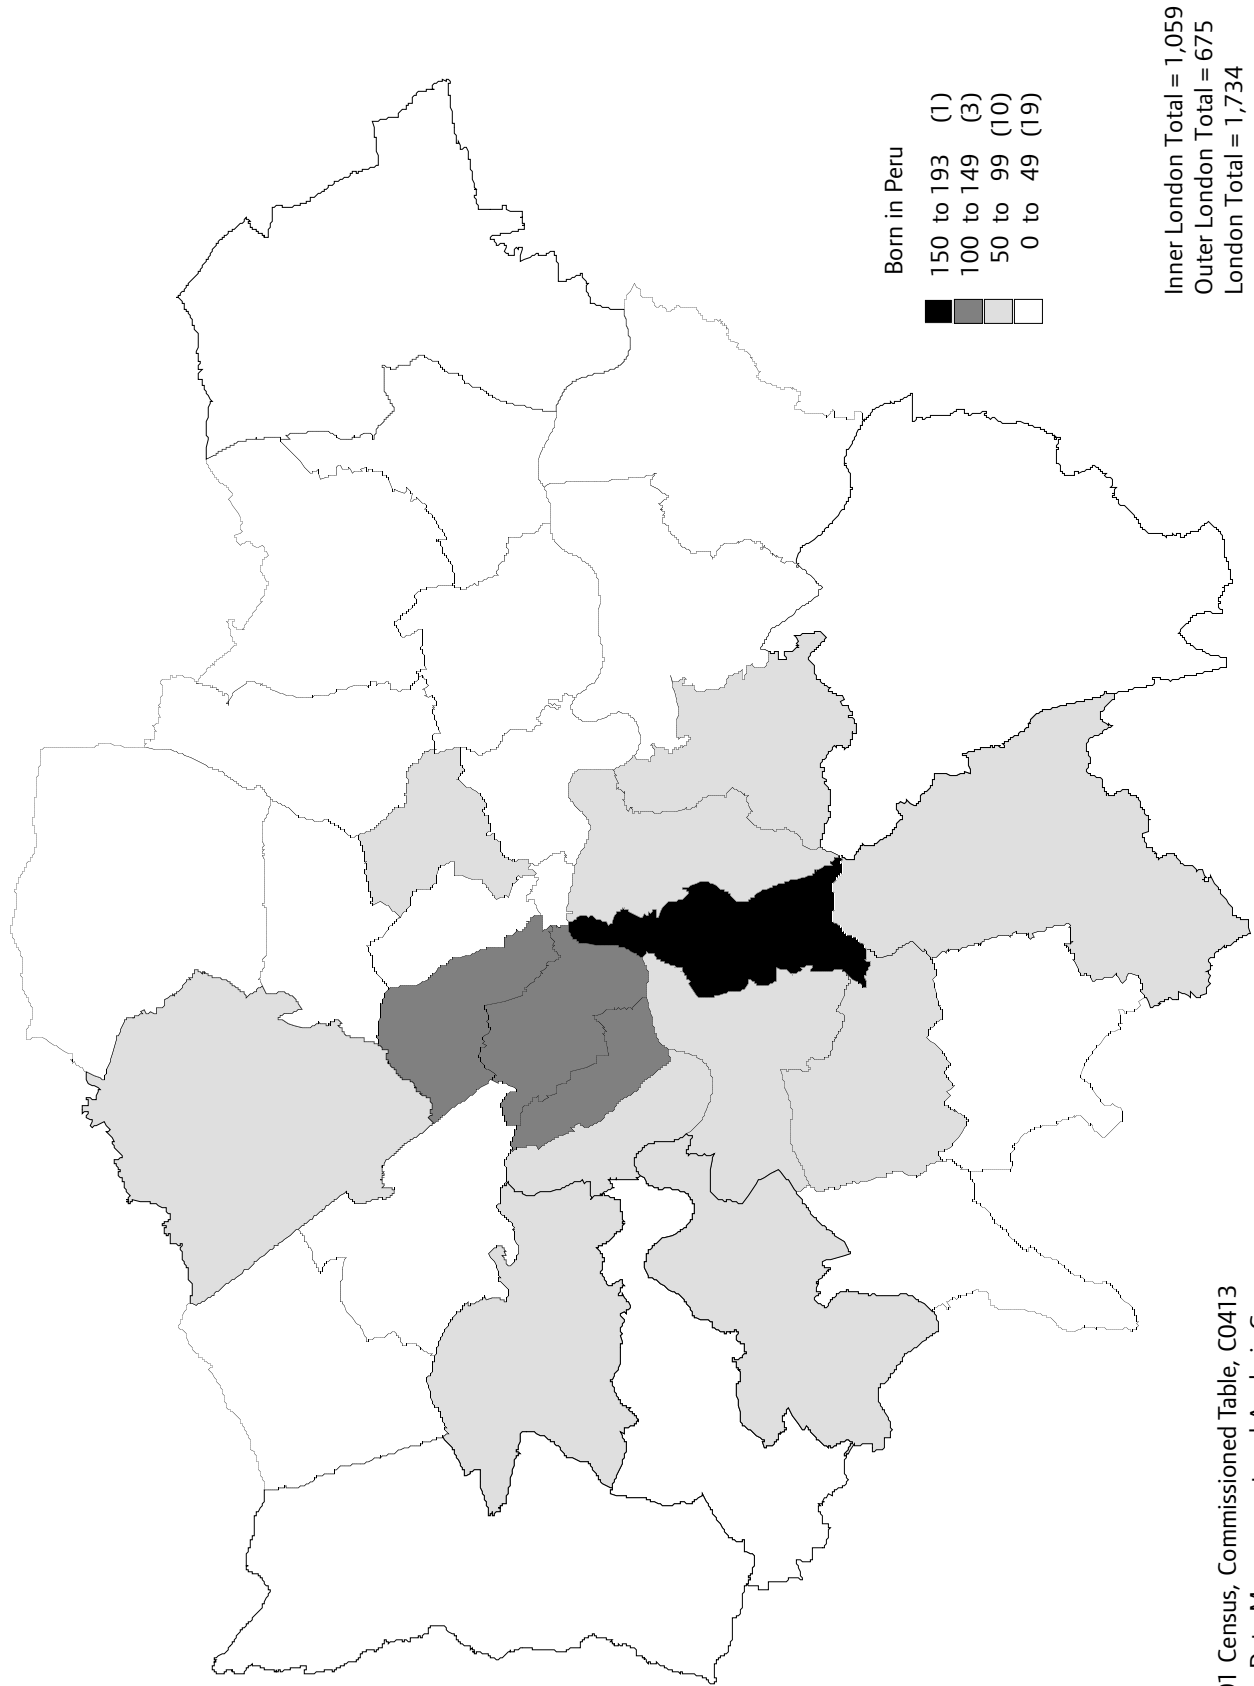 Born in Peru
150 to 193 (1)
100 to 149 (3)
50 to 99 (10)
0 to 49 (19)
Inner London Total = 1,059
Outer London Total = 675
London Total = 1,734
Census, Commissioned Table, C0413